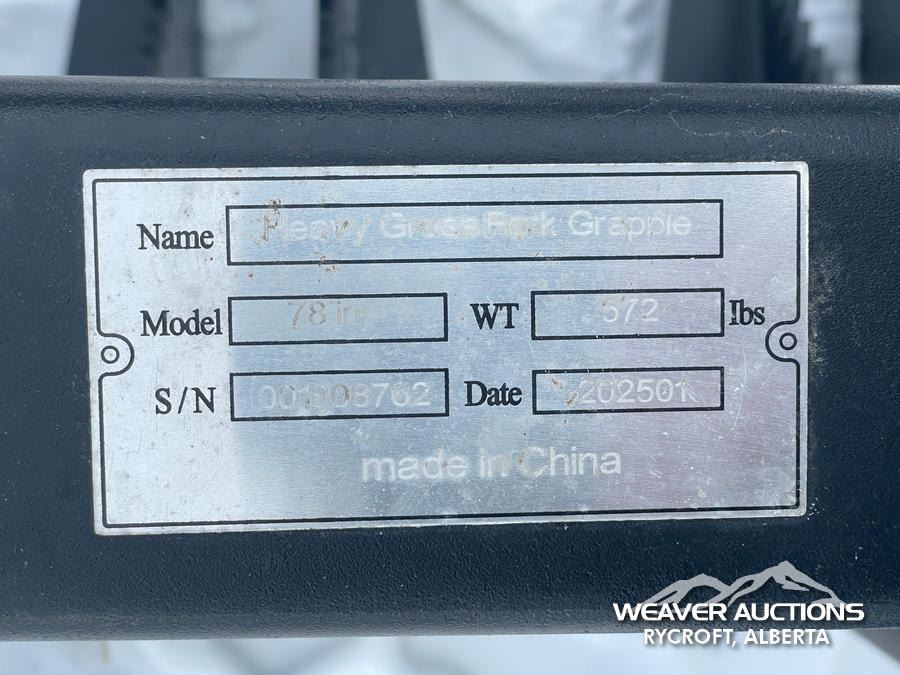 Name Heavy Grass Fork Grapple
Model 78 in WT 572 lbs
S/N Date 202501
made in China
WEAVER AUCTIONS
RYCROFT, ALBERTA